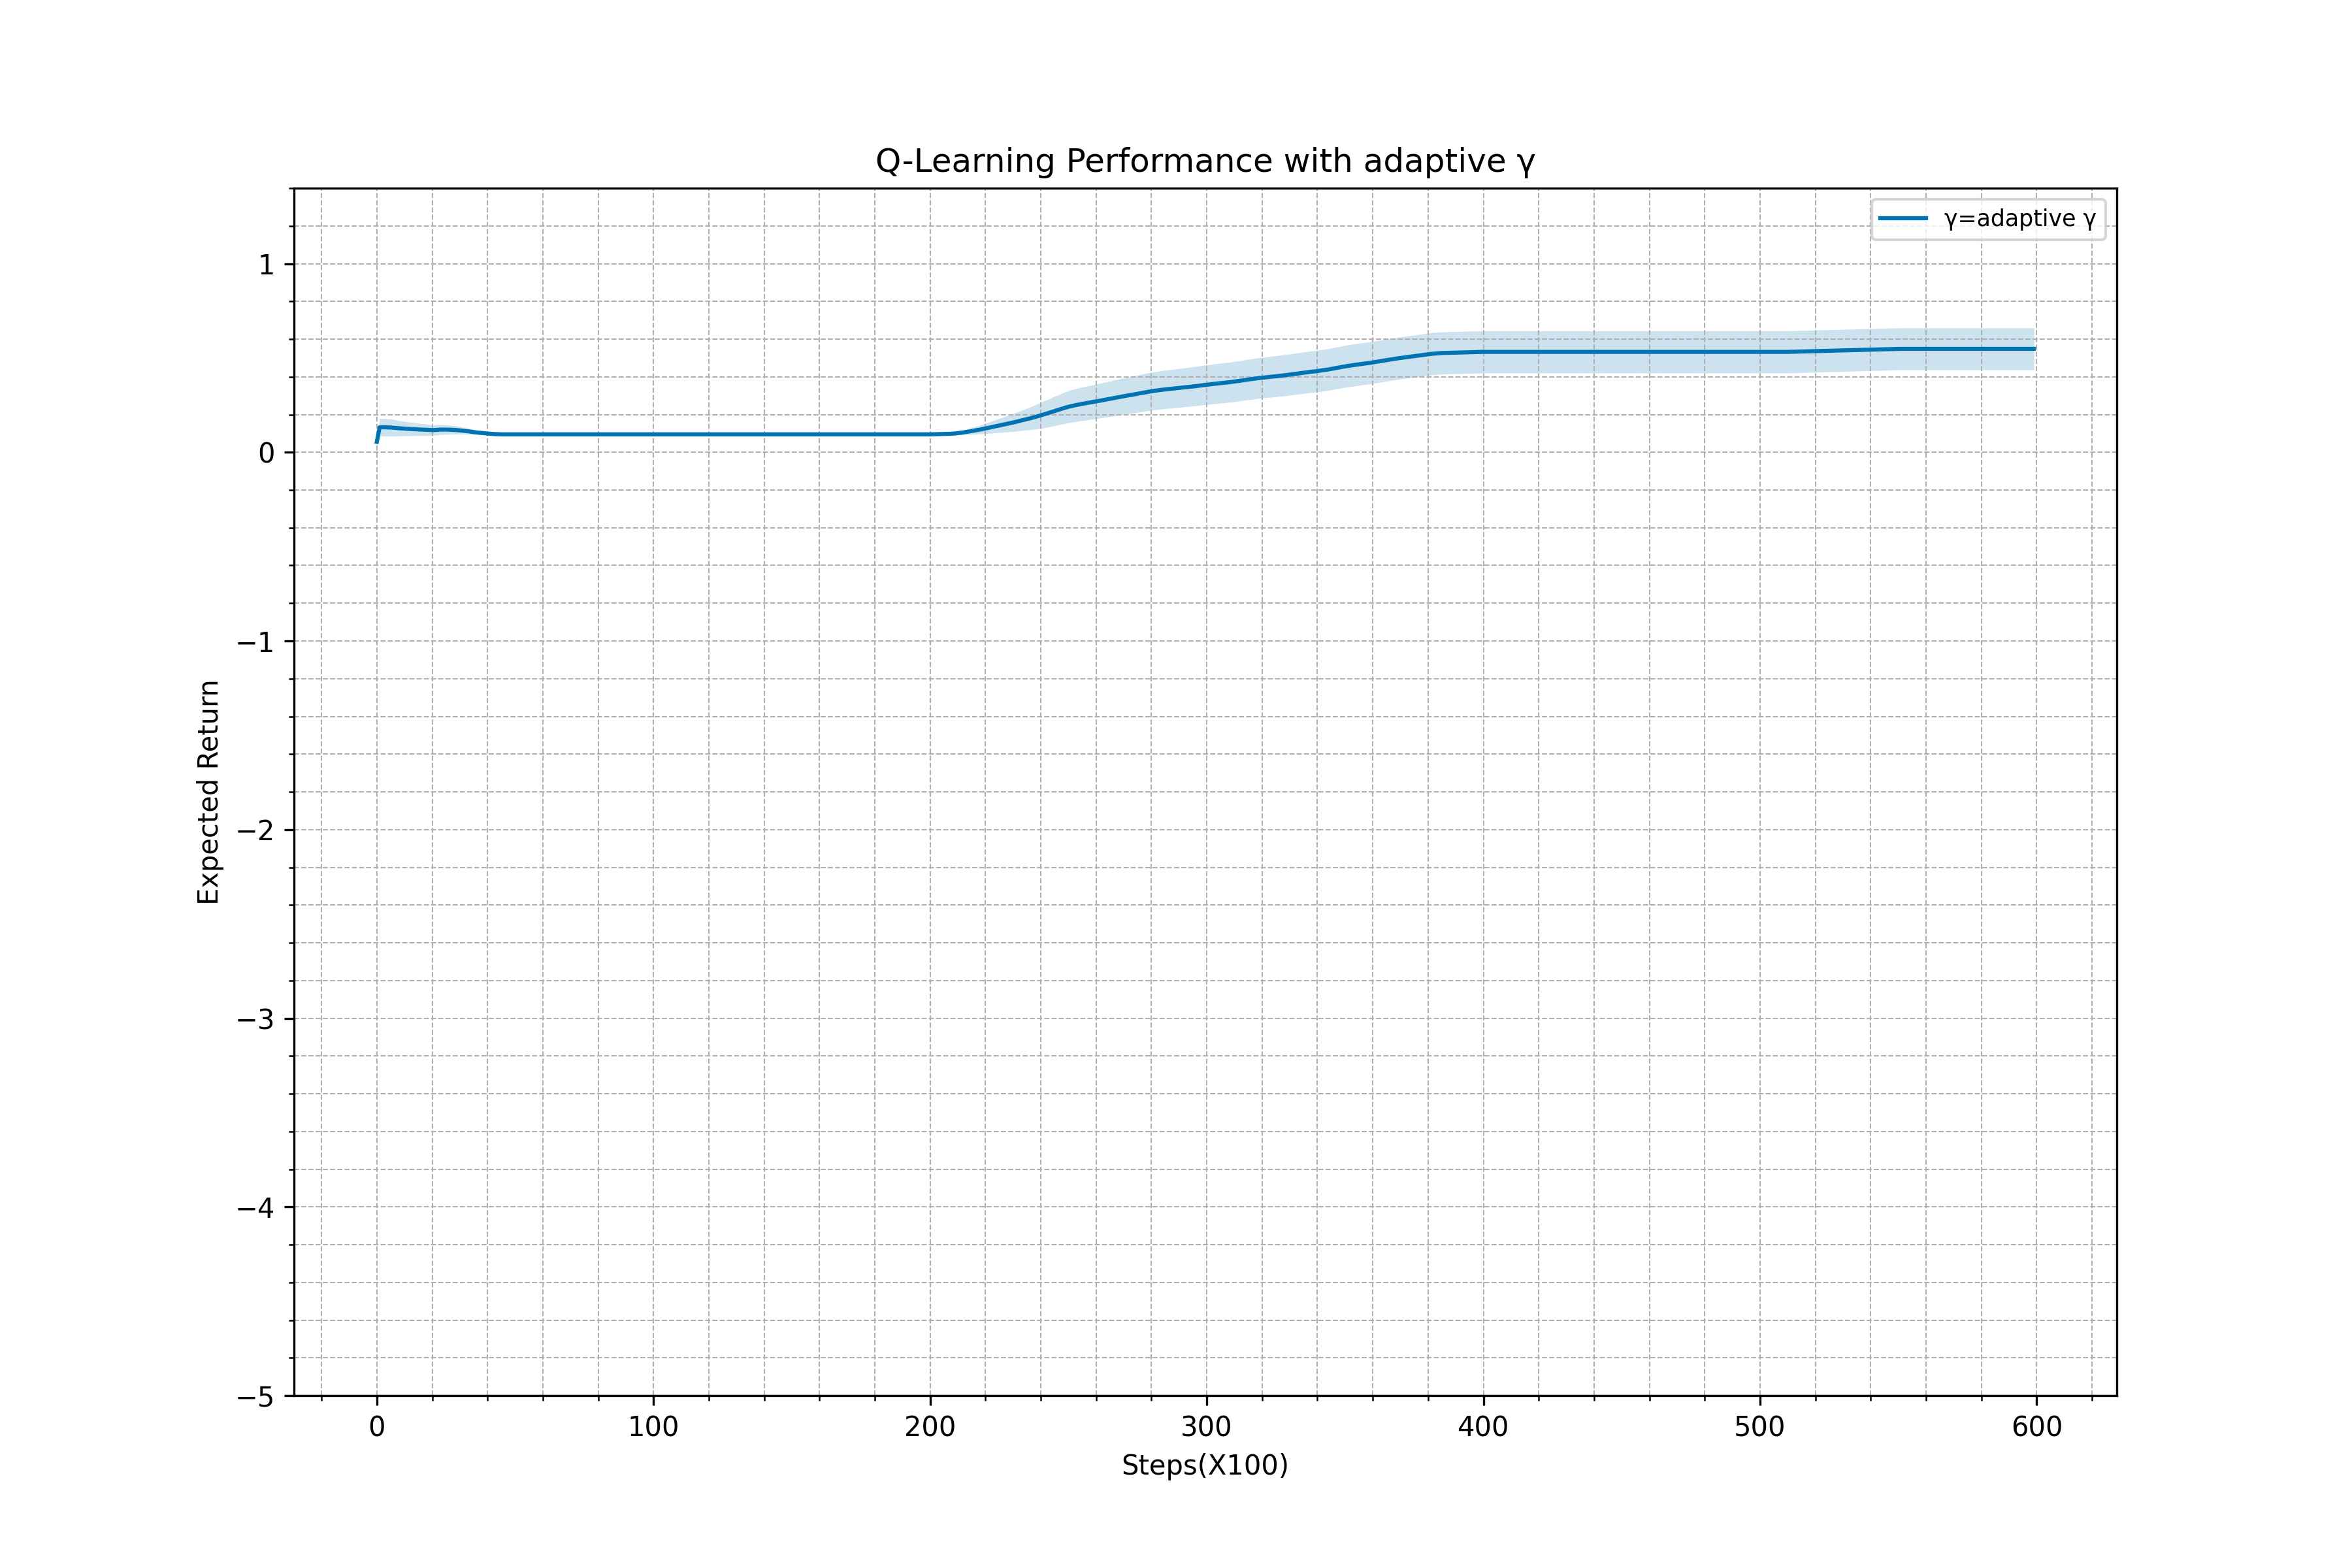 Q-Learning Performance with adaptive γ
γ=adaptive γ
1
0
−1
−2
−3
−4
−5
Expected Return
0 100 200 300 400 500 600
Steps(X100)